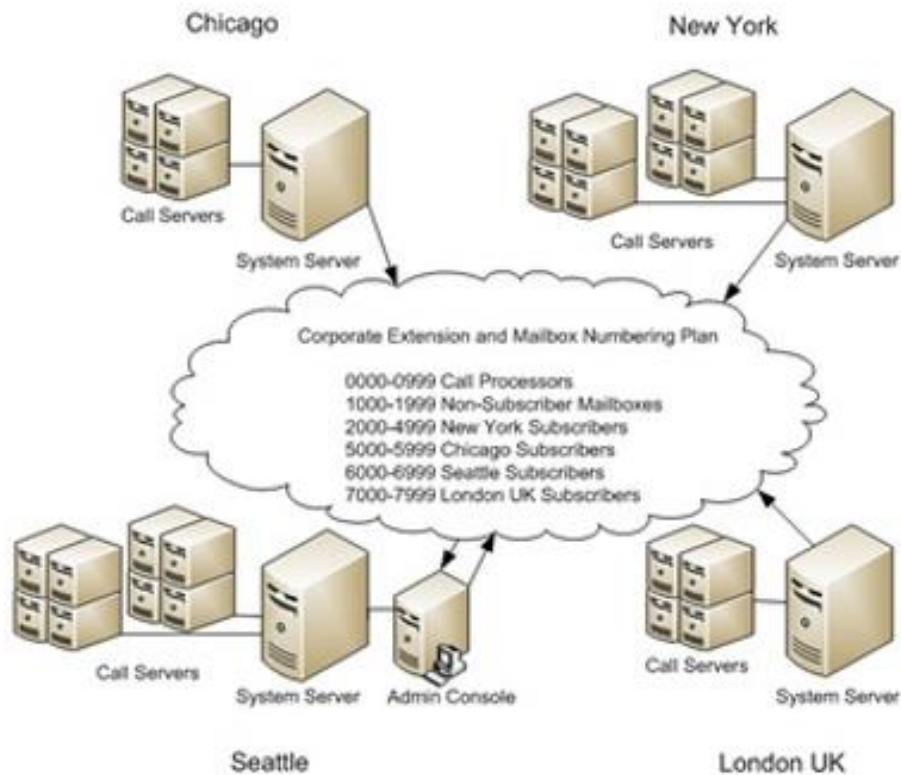 Chicago
New York
Call Servers
System Server
Call Servers
System Server
Corporate Extension and Mailbox Numbering Plan
0000-0999 Call Processors
1000-1999 Non-Subscriber Mailboxes
2000-4999 New York Subscribers
5000-5999 Chicago Subscribers
6000-6999 Seattle Subscribers
7000-7999 London UK Subscribers
Call Servers
System Server
Admin Console
Call Servers
System Server
Seattle
London UK